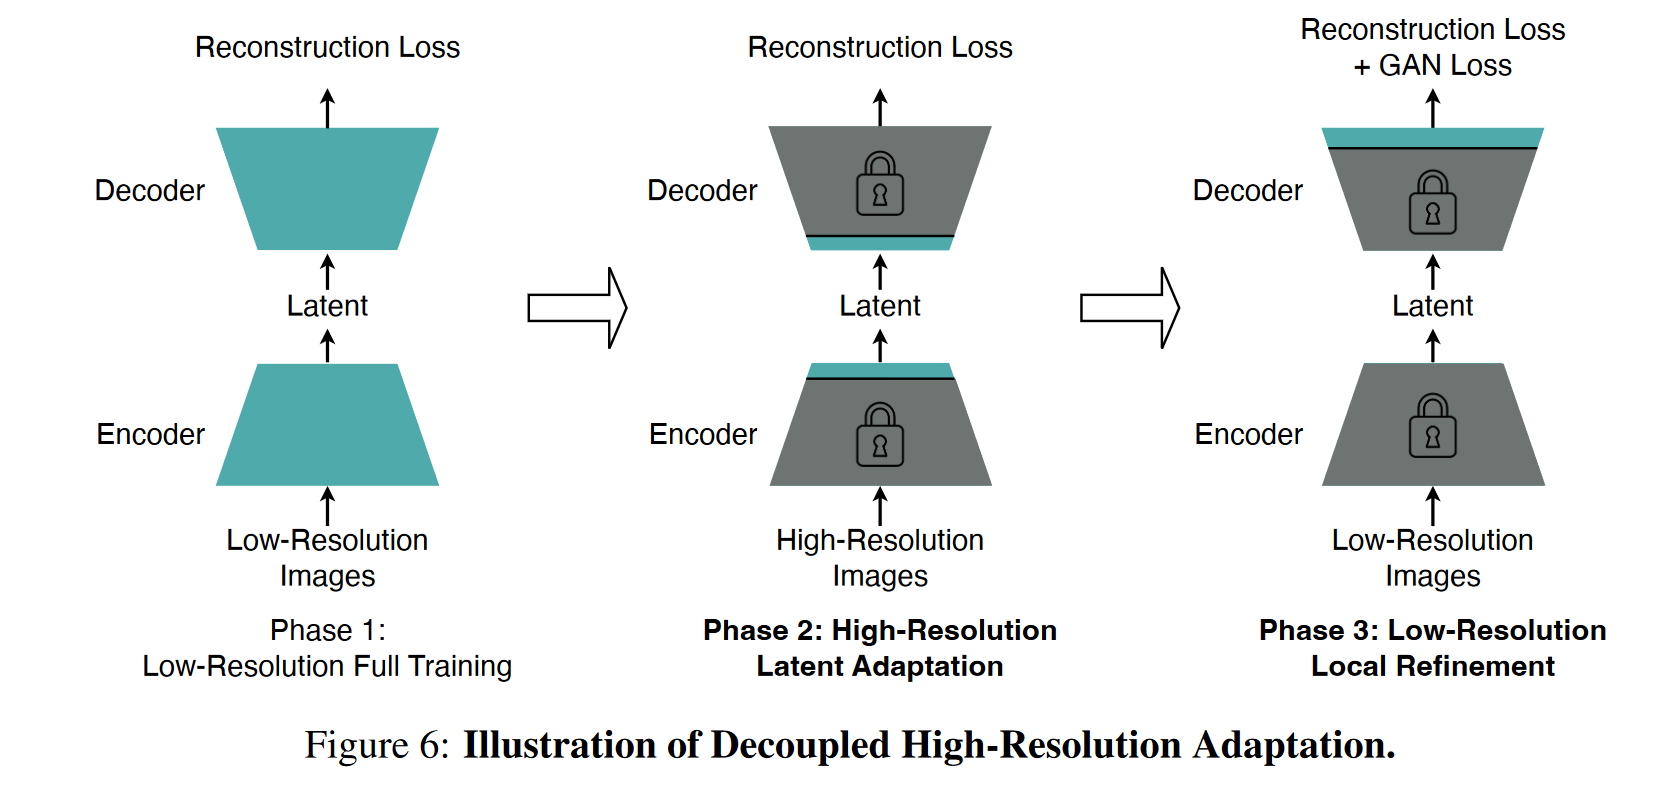 Reconstruction Loss
Decoder
Latent
Encoder
Low-Resolution
Images
Phase 1:
Low-Resolution Full Training
Reconstruction Loss
Decoder
Latent
Encoder
High-Resolution
Images
Phase 2: High-Resolution
Latent Adaptation
Reconstruction Loss
+ GAN Loss
Decoder
Latent
Encoder
Low-Resolution
Images
Phase 3: Low-Resolution
Local Refinement
Figure 6: Illustration of Decoupled High-Resolution Adaptation.